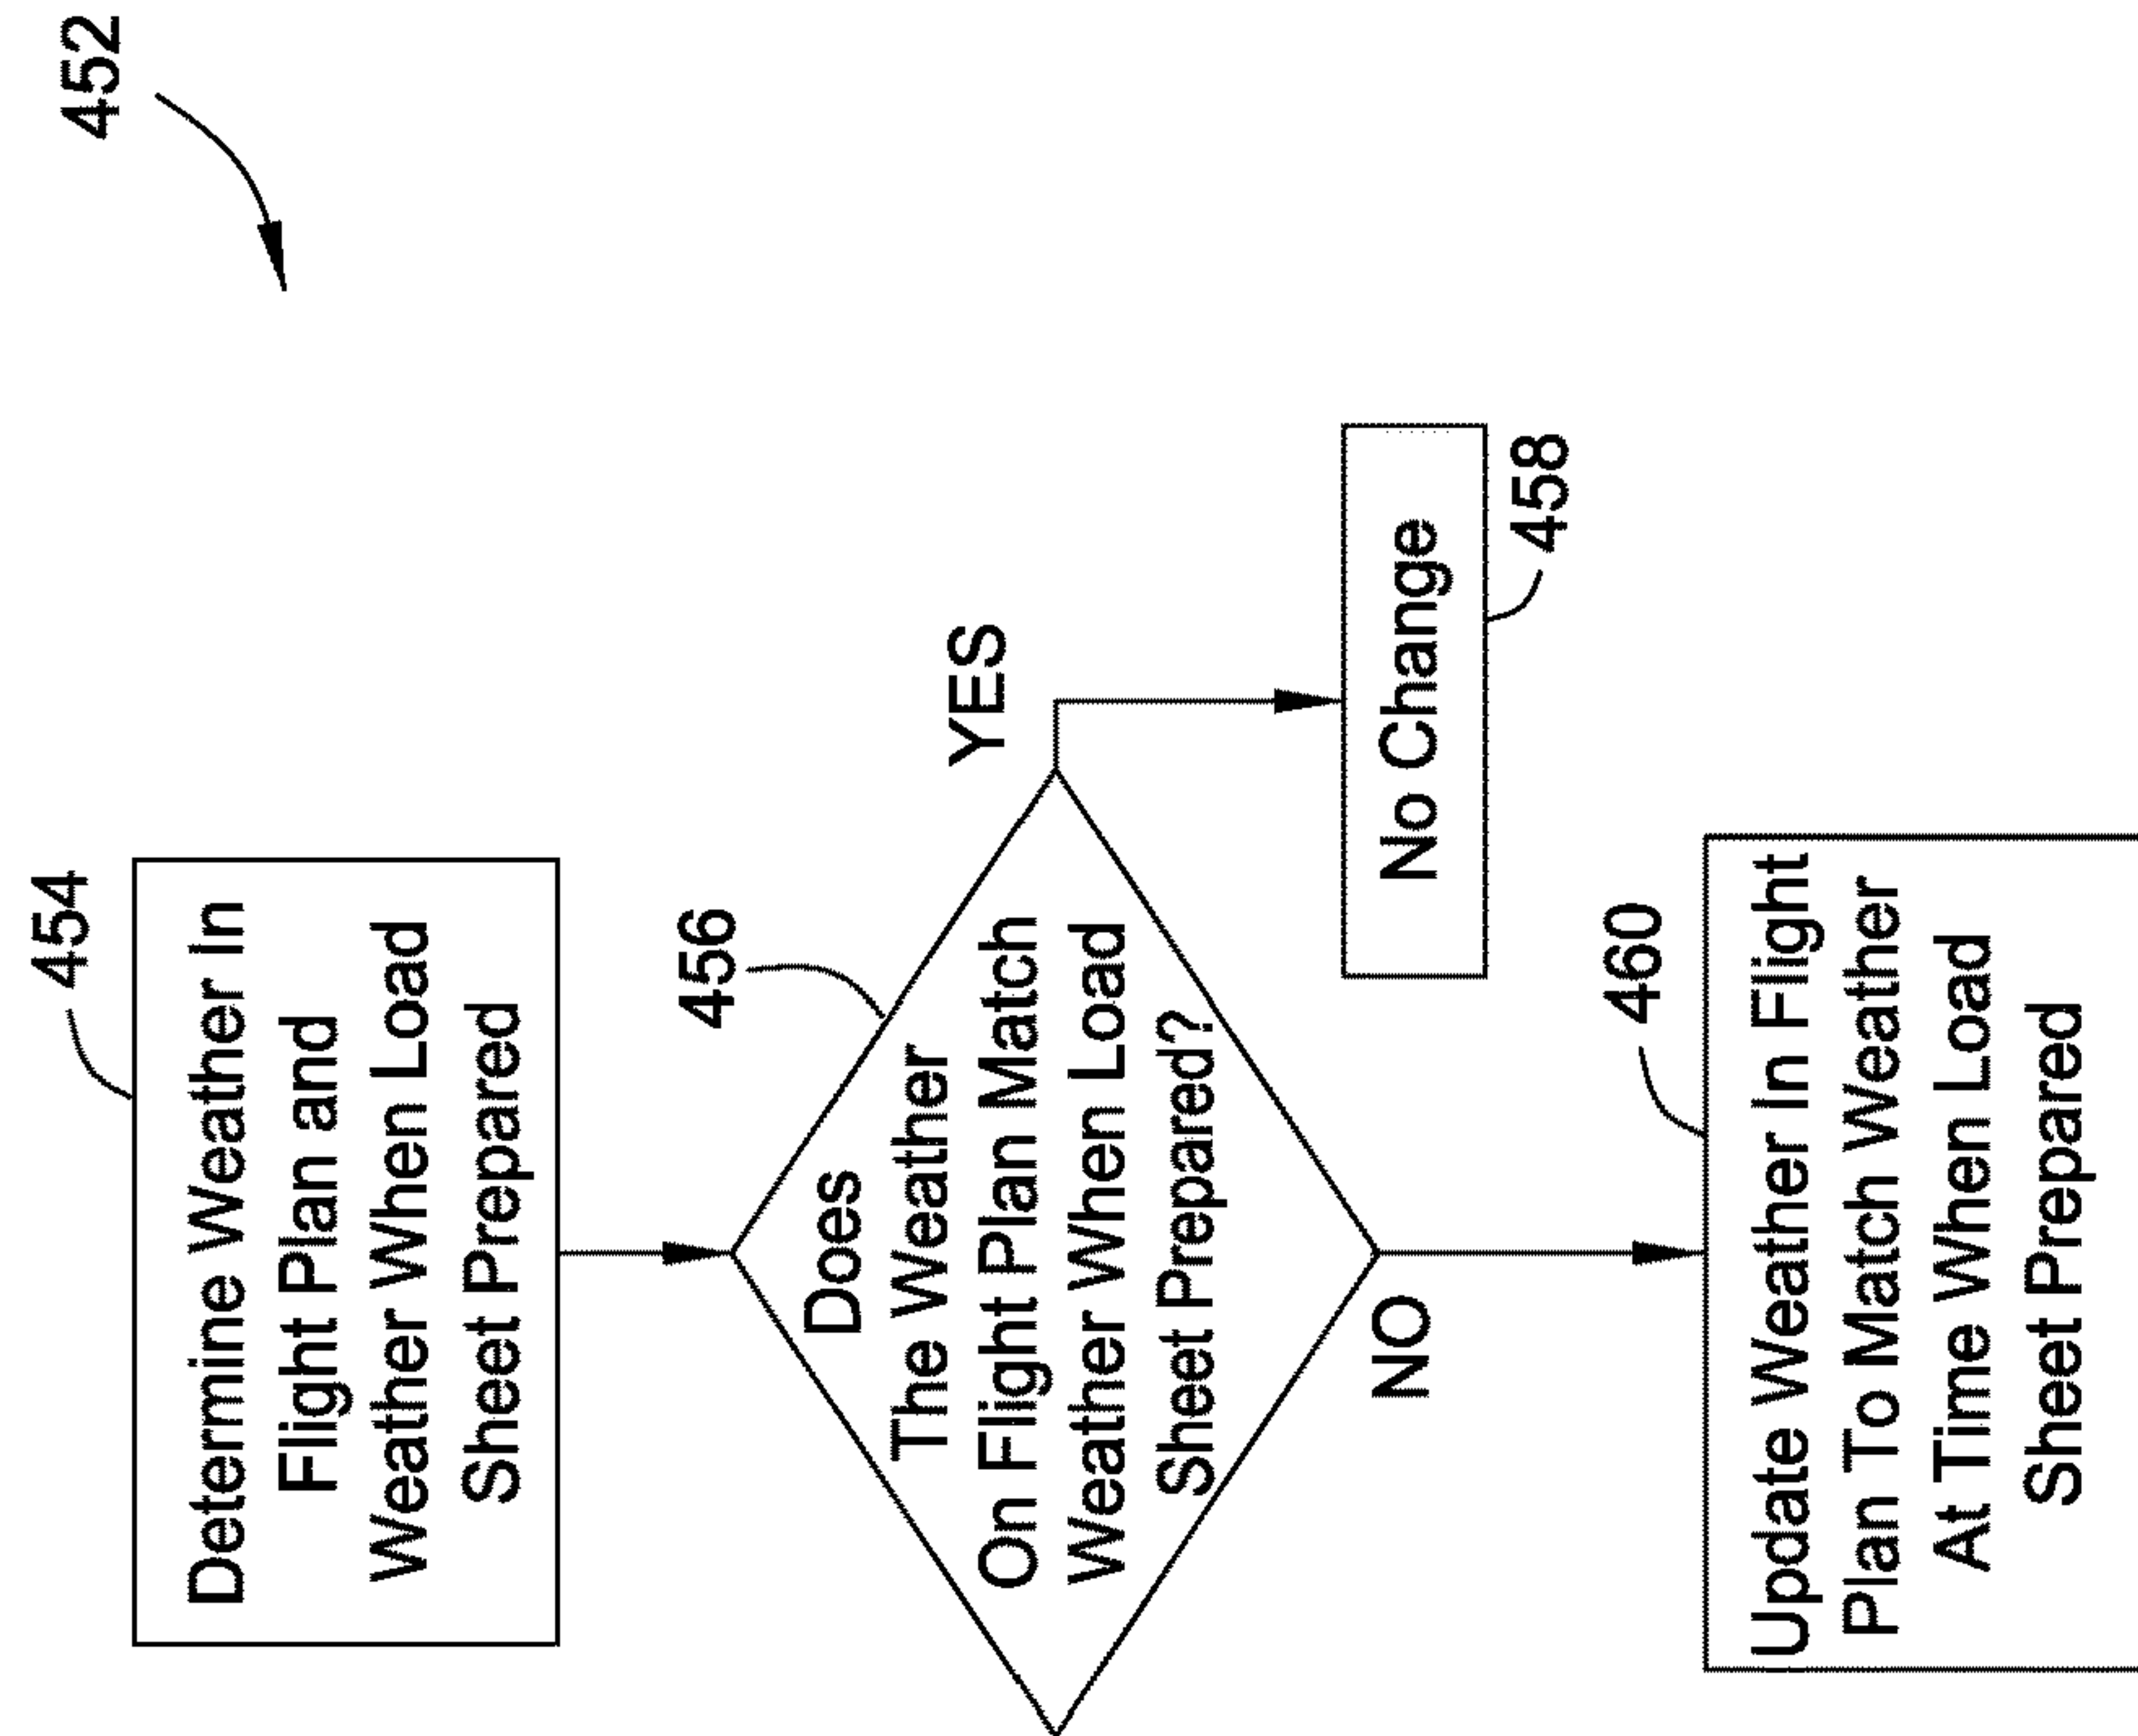 452
454
Determine Weather In
Flight Plan and
Weather When Load
Sheet Prepared
456
Does
The Weather
On Flight Plan Match
Weather When Load
Sheet Prepared?
YES
No Change
458
NO
460
Update Weather In Flight
Plan To Match Weather
At Time When Load
Sheet Prepared